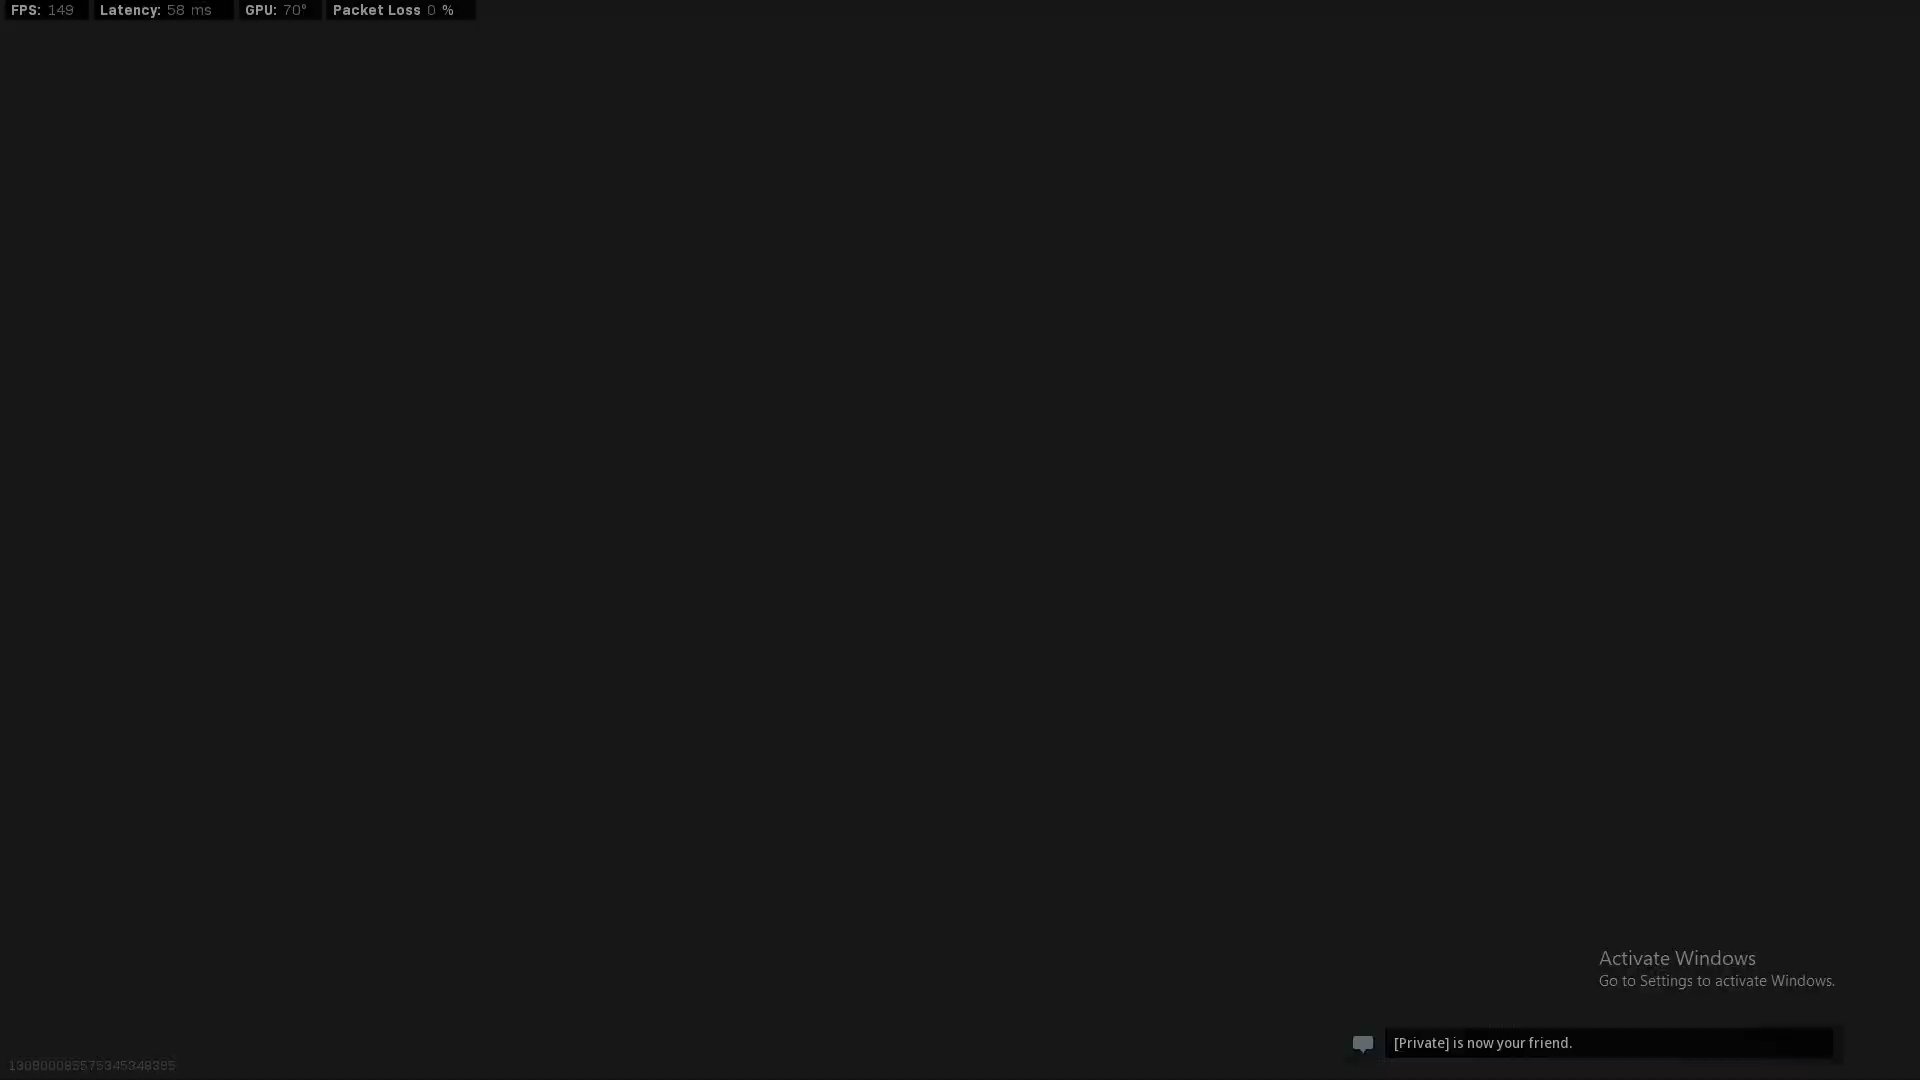 FPS: 149 Latency: 58 ms GPU: 70° Packet Loss 0 %
Activate Windows
Go to Settings to activate Windows.
[Private] is now your friend.